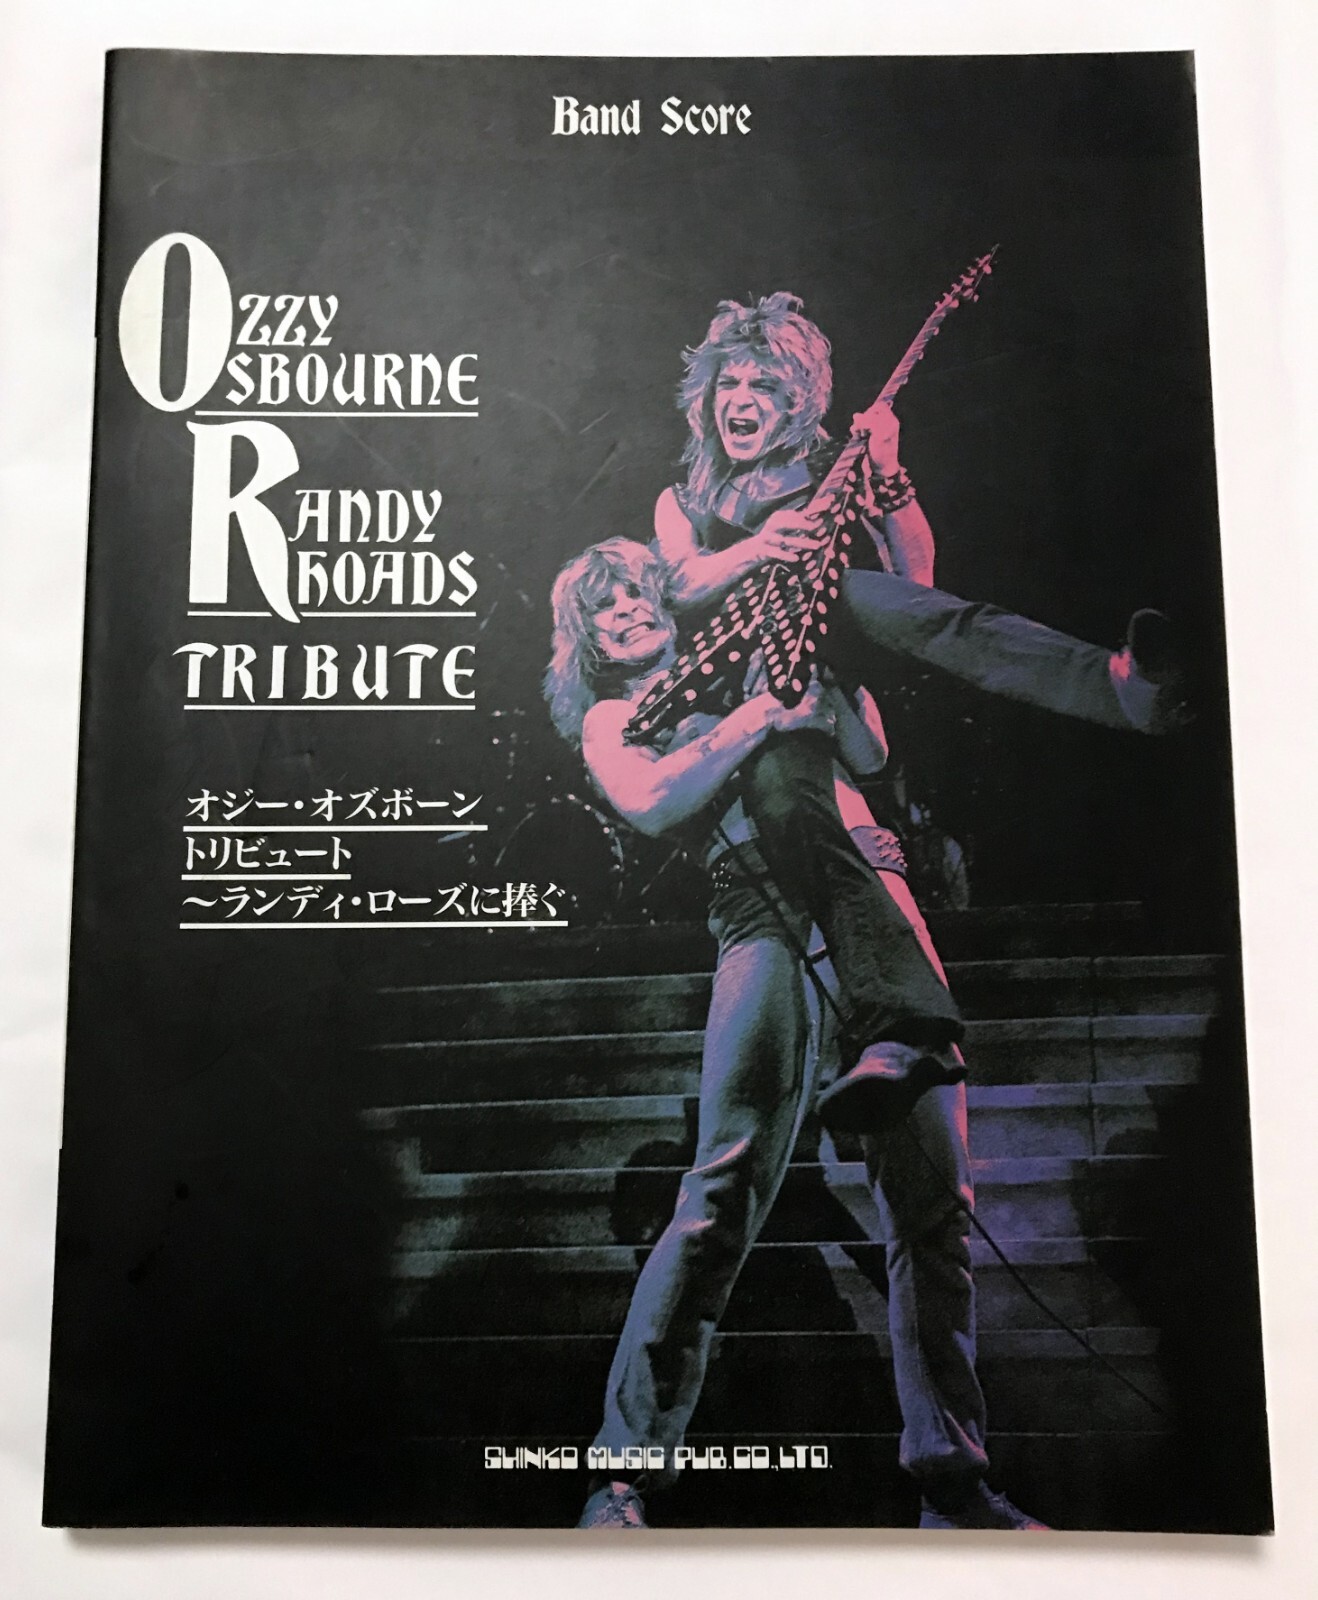 Band Score
OZZY
OSBOURNE
RANDY
RHOADS
TRIBUTE
オジー・オズボーン
トリビュート
～ランディ・ローズに捧ぐ
SHINKO MUSIC PUB.CO.,LTD.